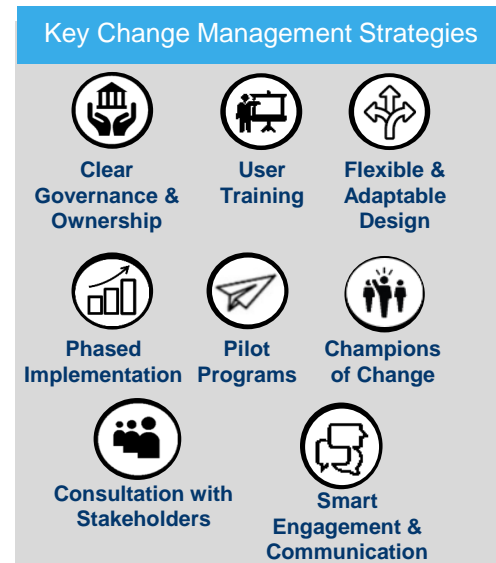 Key Change Management Strategies
Clear
Governance &
Ownership
User
Training
Flexible &
Adaptable
Design
Phased
Implementation
Pilot
Programs
Champions
of Change
Consultation with
Stakeholders
Smart
Engagement &
Communication